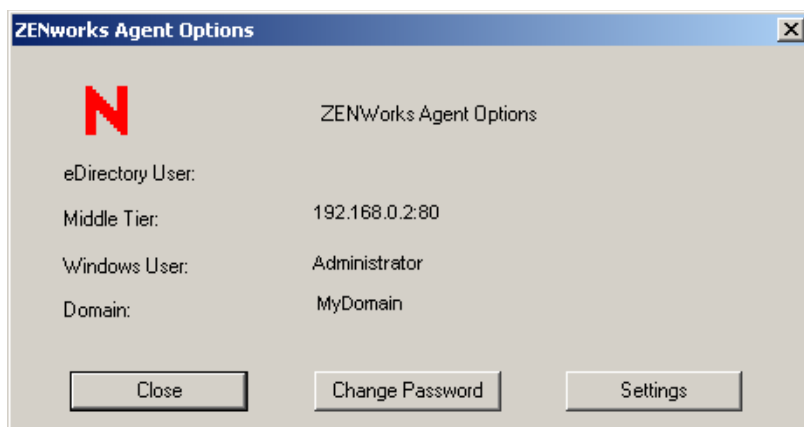 ZENworks Agent Options
N
ZENWorks Agent Options
eDirectory User:
Middle Tier: 192.168.0.2:80
Windows User: Administrator
Domain: MyDomain
Close Change Password Settings